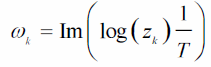 ω_k = Im(log(z_k) 1/T)